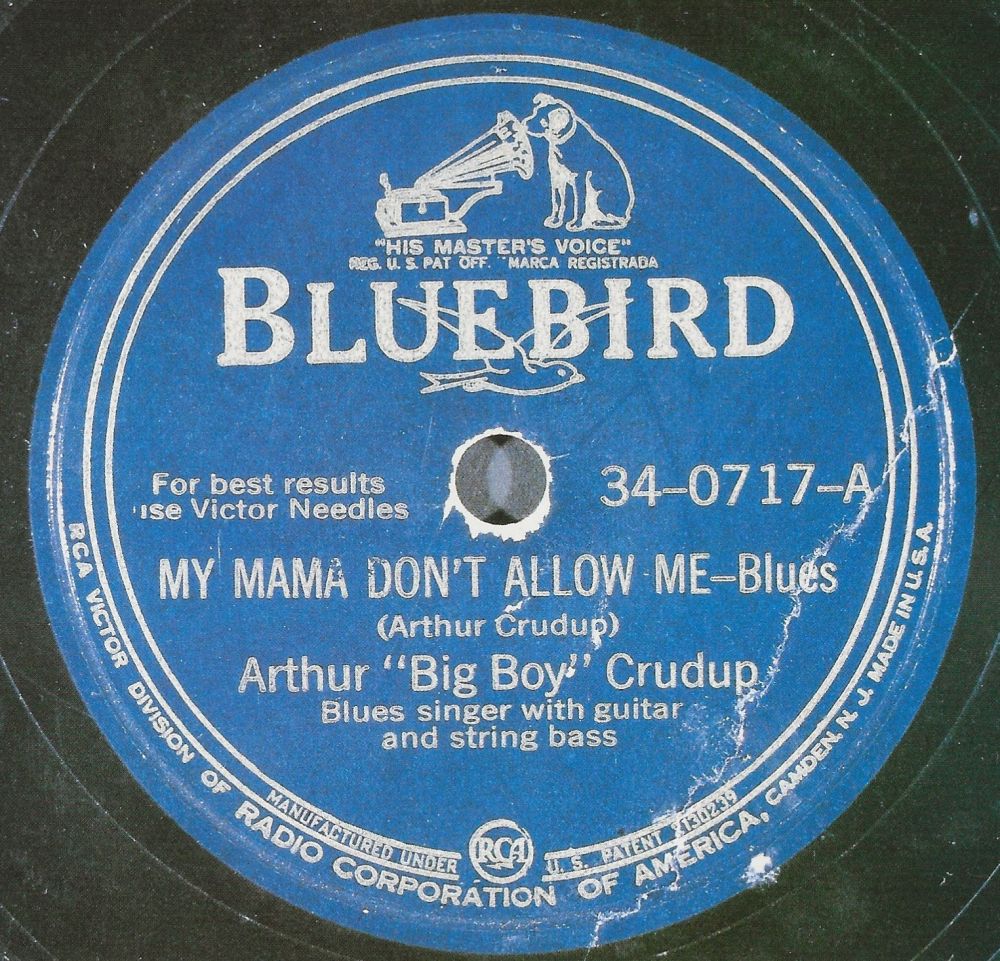 "HIS MASTER'S VOICE"
REG. U. S. PAT OFF. MARCA REGISTRADA
BLUEBIRD
For best results
use Victor Needles
34-0717-A
MY MAMA DON'T ALLOW ME-Blues
(Arthur Crudup)
Arthur "Big Boy" Crudup
Blues singer with guitar
and string bass
MANUFACTURED UNDER
RCA
U. S. PATENT 1130239
RCA VICTOR DIVISION OF RADIO CORPORATION OF AMERICA, CAMDEN, N. J. MADE IN U. S. A.